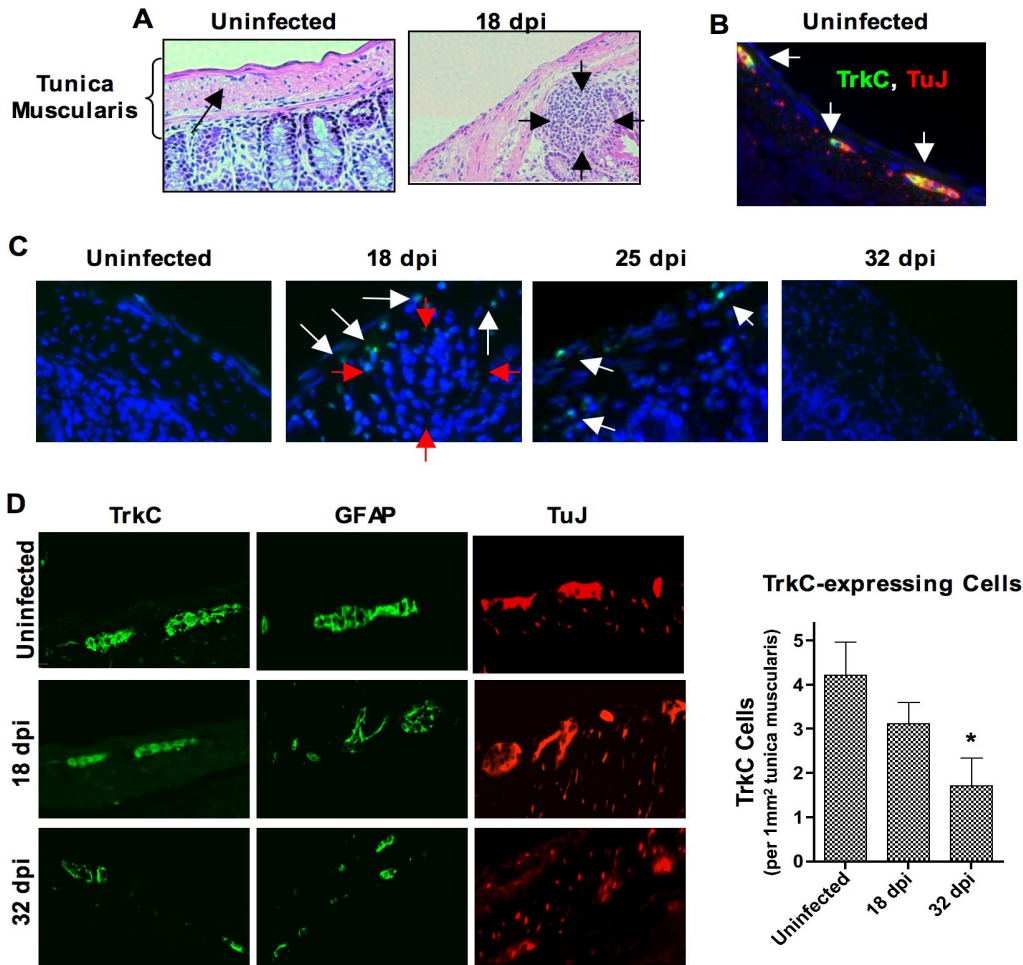 A
Uninfected
18 dpi
Tunica
Muscularis
B
Uninfected
TrkC, TuJ
C
Uninfected
18 dpi
25 dpi
32 dpi
D
TrkC
GFAP
TuJ
Uninfected
18 dpi
32 dpi
TrkC-expressing Cells
TrkC Cells
(per 1mm² tunica muscularis)
5
4
3
2
1
0
*
Uninfected
18 dpi
32 dpi